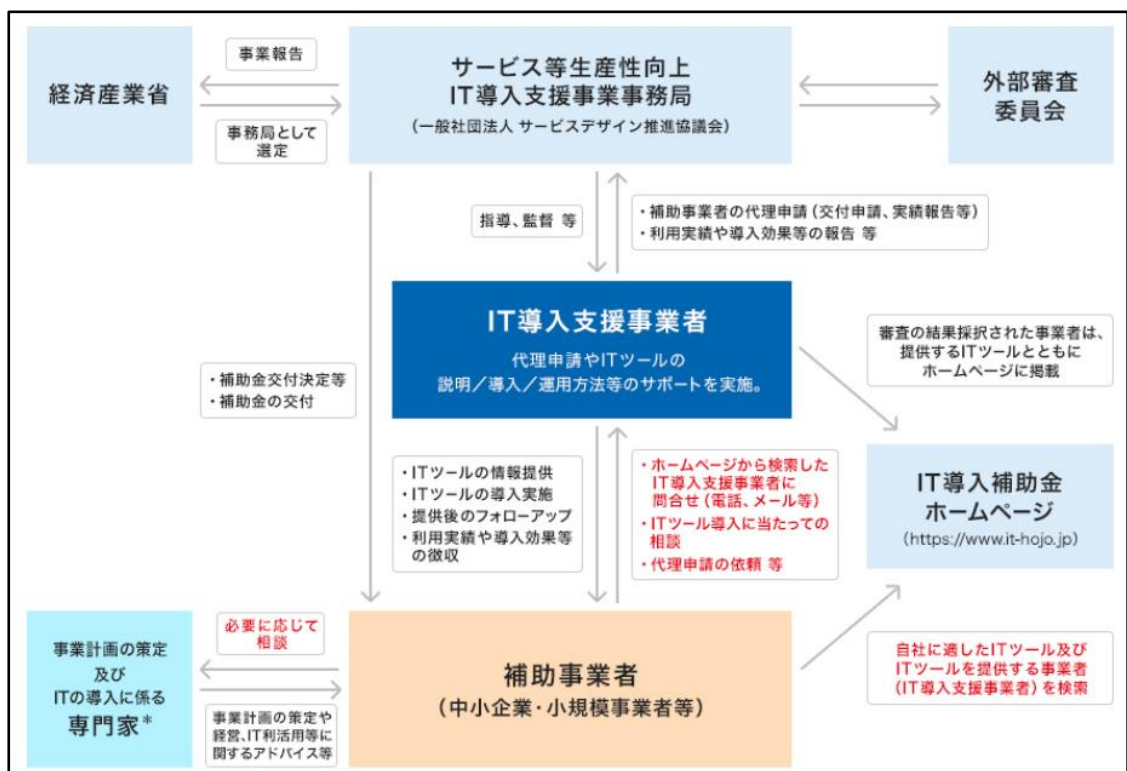 経済産業省
事業報告
事務局として
選定
サービス等生産性向上
IT導入支援事業事務局
（一般社団法人 サービスデザイン推進協議会）
外部審査
委員会
指導、監督 等
・補助事業者の代理申請（交付申請、実績報告等）
・利用実績や導入効果等の報告 等
IT導入支援事業者
代理申請やITツールの
説明／導入／運用方法等のサポートを実施。
審査の結果採択された事業者は、
提供するITツールとともに
ホームページに掲載
・補助金交付決定等
・補助金の交付
・ITツールの情報提供
・ITツールの導入実施
・提供後のフォローアップ
・利用実績や導入効果等
の徴収
・ホームページから検索した
IT導入支援事業者に
問合せ（電話、メール等）
・ITツール導入に当たっての
相談
・代理申請の依頼 等
IT導入補助金
ホームページ
（https://www.it-hojo.jp）
事業計画の策定
及び
ITの導入に係る
専門家＊
必要に応じて
相談
事業計画の策定や
経営、IT利活用等に
関するアドバイス等
補助事業者
（中小企業・小規模事業者等）
自社に適したITツール及び
ITツールを提供する事業者
（IT導入支援事業者）を検索